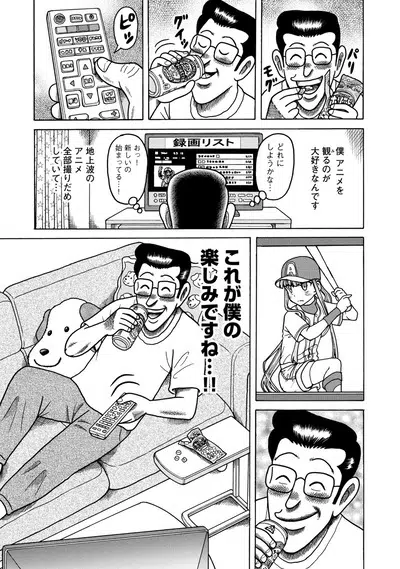 パリ
モグッ
グイッ
ピッ
僕 アニメを
観るのが
大好きなんです
どれに
しようかな…
録画リスト
おっ!
新しいの
始まってる…
地上波の
アニメ
全部撮りだめ
していて…
A
これが僕の
楽しみですね…!!